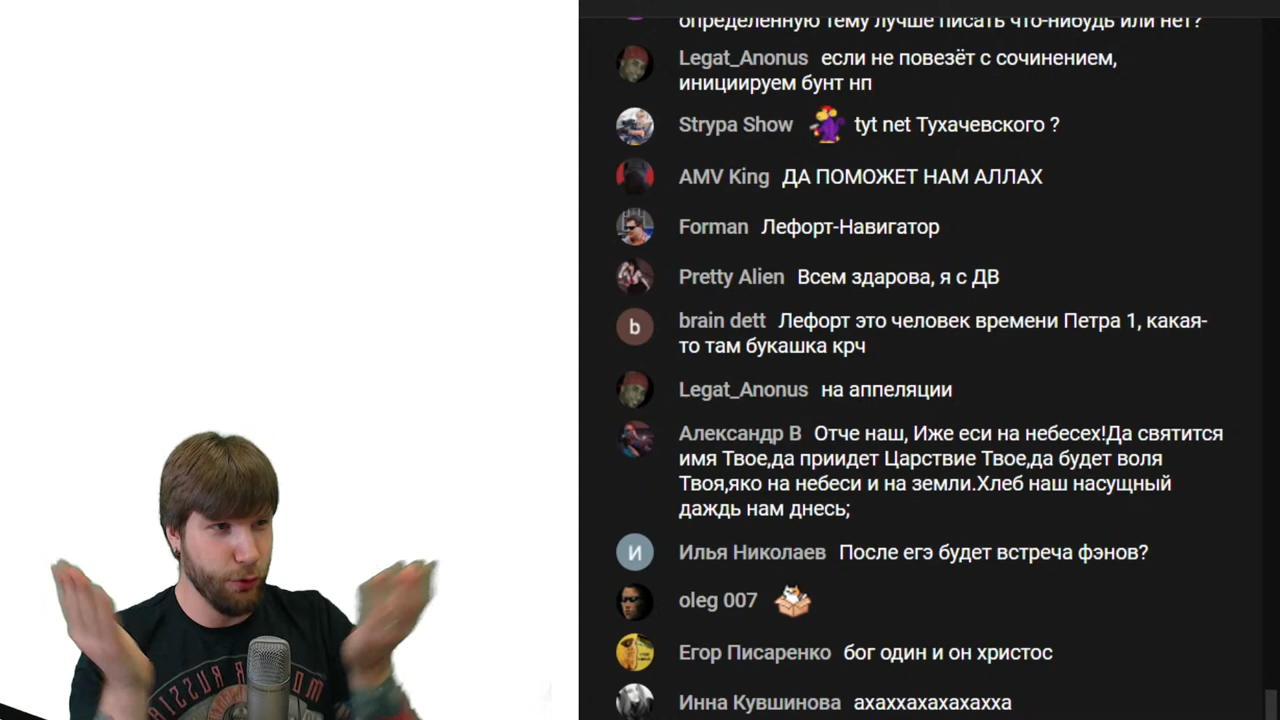 определенную тему лучше писать что-нибудь или нет?
Legat_Anonus если не повезёт с сочинением,
инициируем бунт нп
Strypa Show tyt net Тухачевского ?
AMV King ДА ПОМОЖЕТ НАМ АЛЛАХ
Forman Лефорт-Навигатор
Pretty Alien Всем здарова, я с ДВ
b
brain dett Лефорт это человек времени Петра 1, какая-
то там букашка крч
Legat_Anonus на аппеляции
Александр В Отче наш, Иже еси на небесех!Да святится
имя Твое,да приидет Царствие Твое,да будет воля
Твоя,яко на небеси и на земли.Хлеб наш насущный
даждь нам днесь;
И
Илья Николаев После егэ будет встреча фэнов?
oleg 007
Егор Писаренко бог один и он христос
Инна Кувшинова ахаххахахахахха